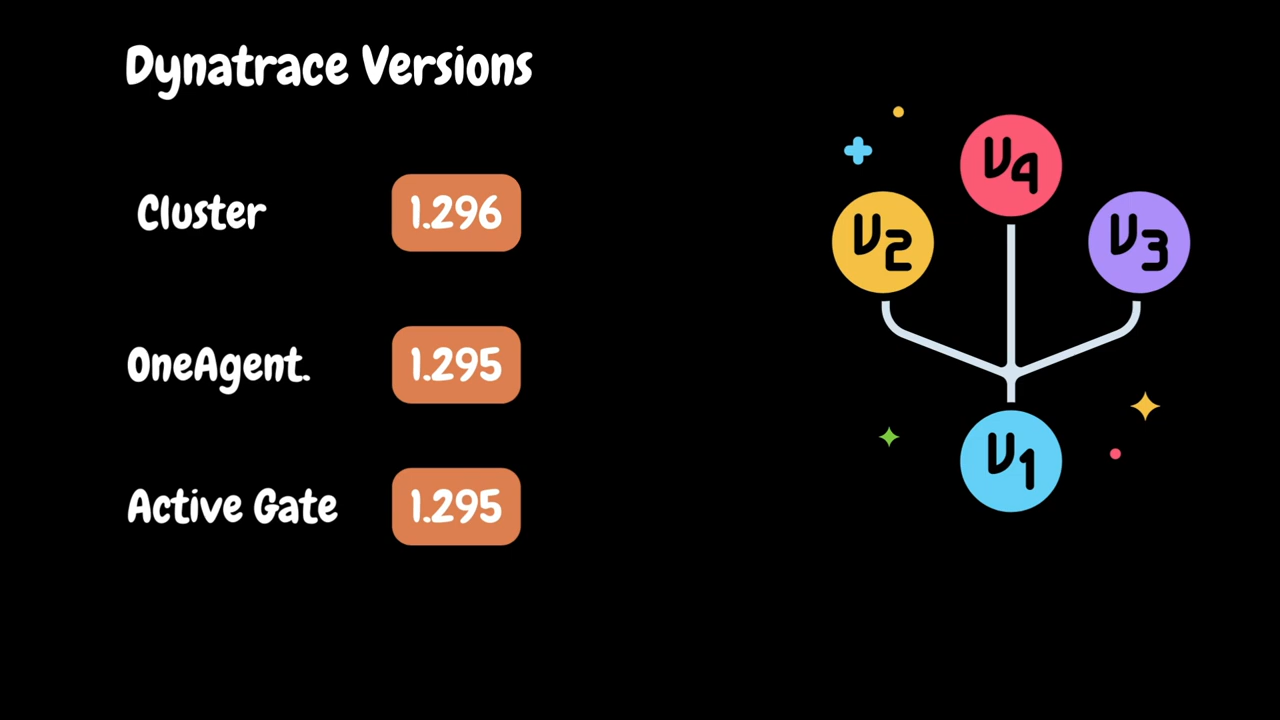 Dynatrace Versions
Cluster 1.296
OneAgent. 1.295
Active Gate 1.295
V4
V2
V3
V1